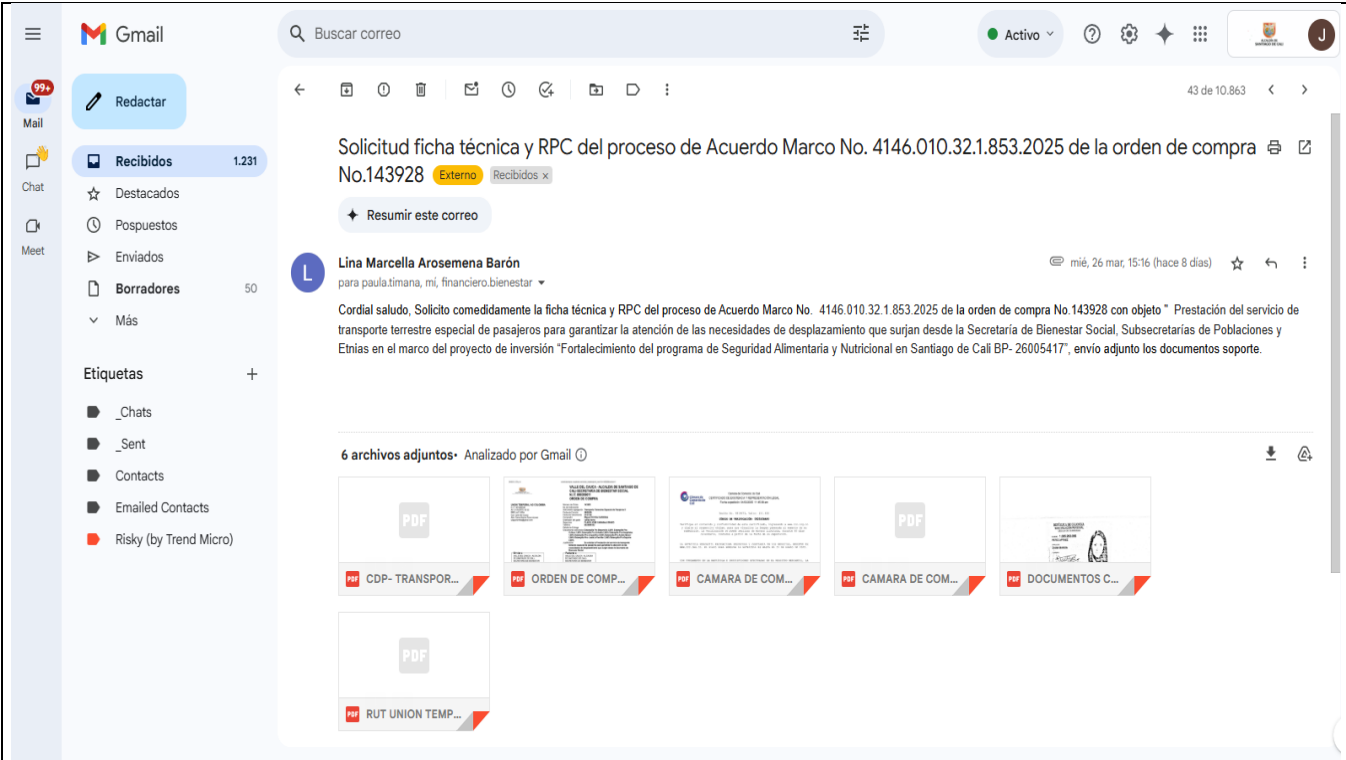 Gmail
Buscar correo
Activo
J
99+
Mail
Chat
Meet
Redactar
Recibidos 1.231
Destacados
Pospuestos
Enviados
Borradores 50
Más
Etiquetas +
_Chats
_Sent
Contacts
Emailed Contacts
Risky (by Trend Micro)
43 de 10.863
Solicitud ficha técnica y RPC del proceso de Acuerdo Marco No. 4146.010.32.1.853.2025 de la orden de compra
No.143928 Externo Recibidos x
Resumir este correo
L
Lina Marcella Arosemena Barón
mié, 26 mar, 15:16 (hace 8 días)
para paula.timana, mí, financiero.bienestar
Cordial saludo, Solicito comedidamente la ficha técnica y RPC del proceso de Acuerdo Marco No. 4146.010.32.1.853.2025 de la orden de compra No.143928 con objeto " Prestación del servicio de
transporte terrestre especial de pasajeros para garantizar la atención de las necesidades de desplazamiento que surjan desde la Secretaría de Bienestar Social, Subsecretarías de Poblaciones y
Etnias en el marco del proyecto de inversión “Fortalecimiento del programa de Seguridad Alimentaria y Nutricional en Santiago de Cali BP- 26005417”, envío adjunto los documentos soporte.
6 archivos adjuntos• Analizado por Gmail
PDF
PDF
PDF CDP- TRANSPOR...
PDF ORDEN DE COMP...
PDF CAMARA DE COM...
PDF CAMARA DE COM...
PDF DOCUMENTOS C...
PDF
PDF RUT UNION TEMP...